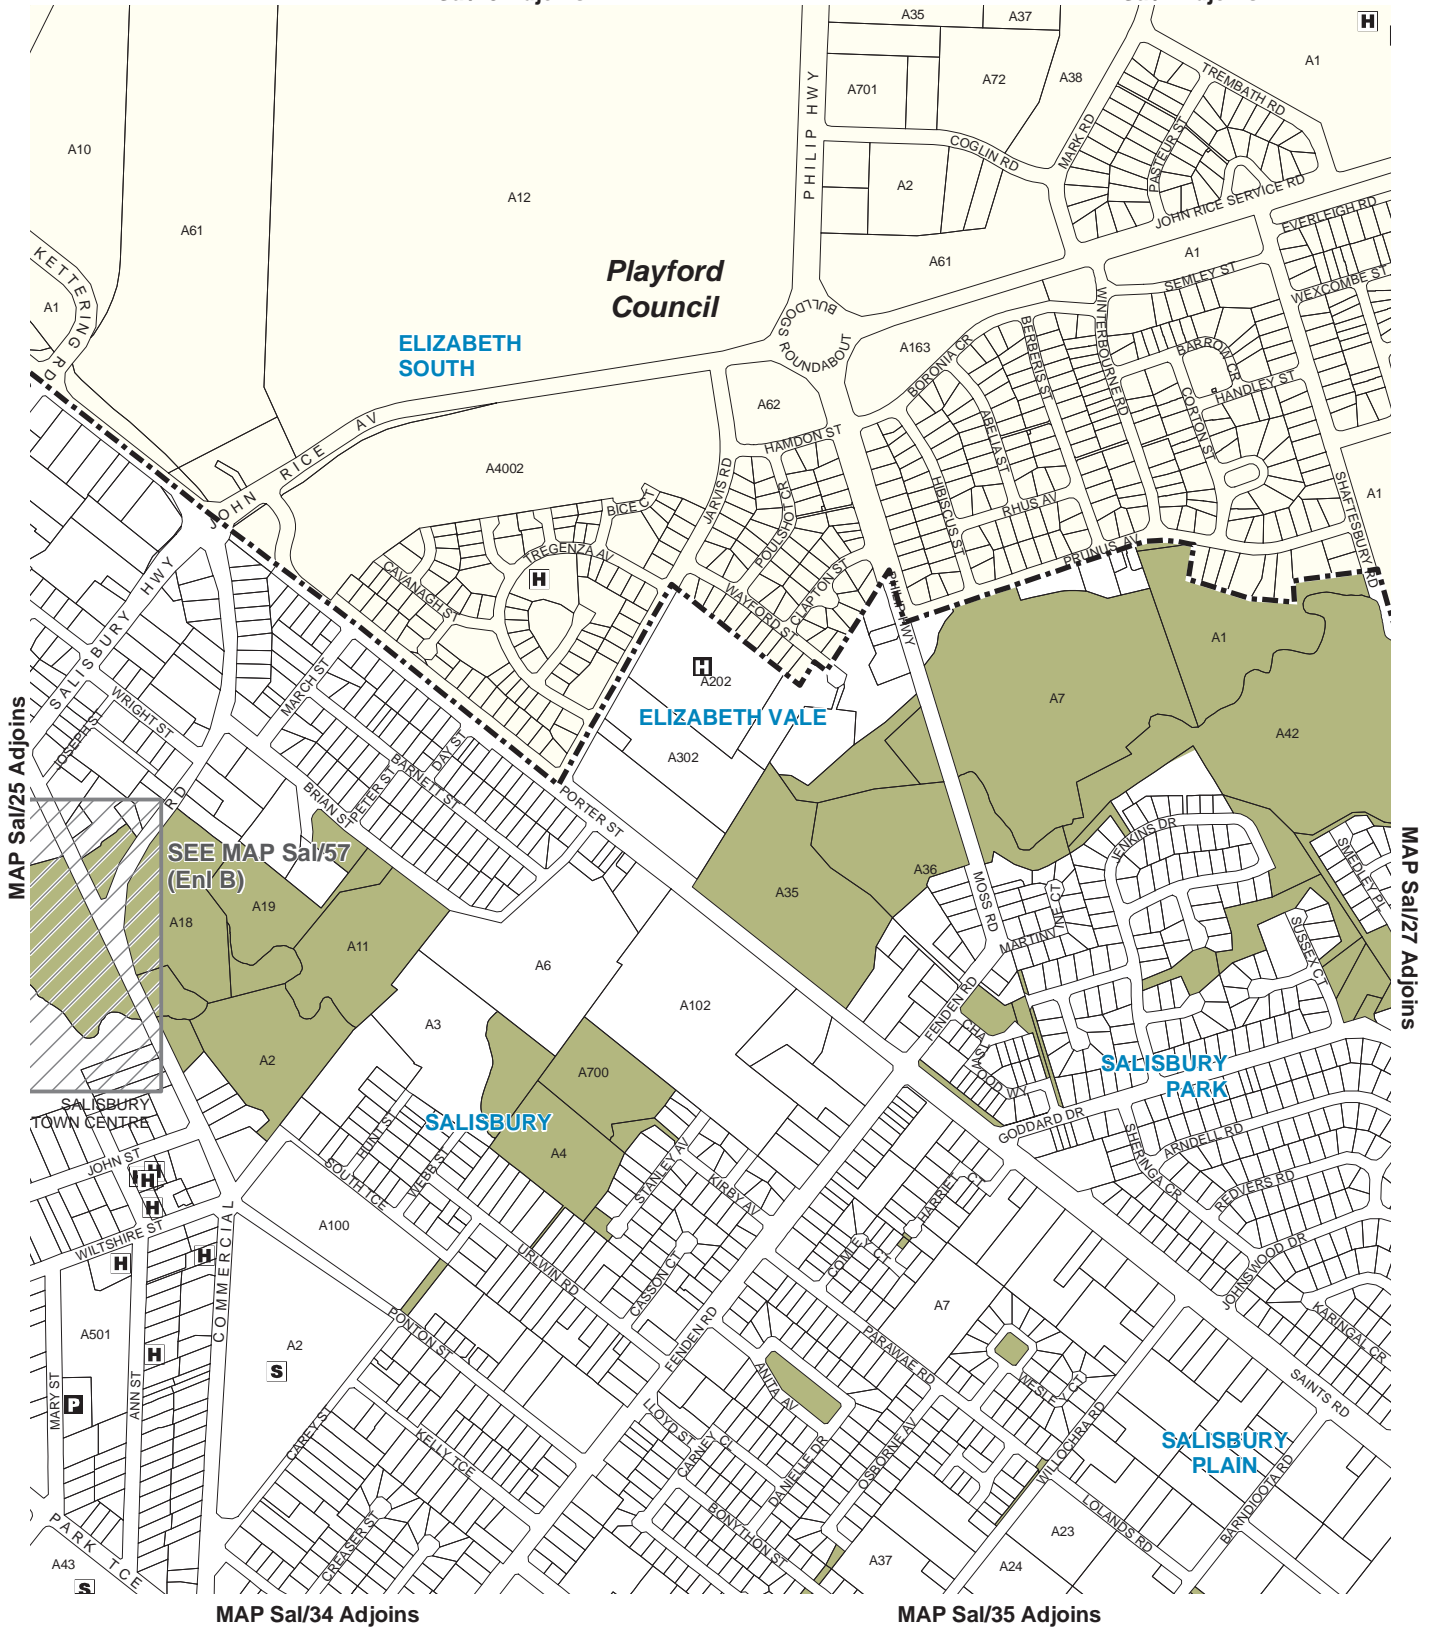 A35
A37
H
A1
A701
A72
A38
TREMBATH RD
PHILIP HWY
MARK RD
PASTEUR ST
COGLIN RD
A10
A12
A2
A61
JOHN RICE SERVICE RD
EVERLEIGH RD
KETTERING RD
A1
Playford
Council
A61
A1
SEMLEY ST
WEXCOMBE ST
BULLDOGS ROUNDABOUT
ELIZABETH
SOUTH
A163
BORONIA CR
BERBERIS ST
WINTERBOURNE RD
BARROW CR
HANDLEY ST
A62
HAMDON ST
ABELIA ST
CORTON ST
JOHN RICE AV
A4002
JARVIS RD
POULSHOT CR
HIBISCUS ST
RHUS AV
SHAFTESBURY RD
A1
BICE CT
TREGENZA AV
PRUNUS AV
CAVANAGH ST
H
WAYFORD ST
CLAPTON ST
PHILIP HWY
SALISBURY HWY
A1
MARCH ST
H
A202
A7
MAP Sal/25 Adjoins
WRIGHT ST
JOSEPH ST
ELIZABETH VALE
A42
A302
DAY ST
BARNETT ST
PETER ST
BRIAN ST
RD
PORTER ST
JENKINS DR
SEE MAP Sal/57
(Enl B)
SMEDLEY PL
MAP Sal/27 Adjoins
A36
MOSS RD
A35
A18
A19
A11
MARTINVINE CT
SUSSEX CT
A6
A102
A3
FENDEN RD
CHASTWOOD WY
A2
A700
SALISBURY
PARK
SALISBURY
TOWN CENTRE
SALISBURY
HUNT ST
GODDARD DR
SHERINGA CR
ARNDELL RD
JOHN ST
H
H
H
SOUTH TCE
WEBB ST
A4
STANLEY AV
KIRBY AV
HARRIET CT
REDVERS RD
A100
WILTSHIRE ST
H
H
COMMERCIAL
URLWIN RD
CASSON CT
COMLEY CT
JOHNSWOOD DR
A501
A7
KARINGAL CR
A2
PONTON ST
FENDEN RD
PARAWAE RD
H
S
MARY ST
P
ANN ST
ANITA AV
WESLEY CT
SAINTS RD
CAREY ST
KELLY TCE
LLOYD ST
CARNEY CL
DANIELLE DR
OSBORNE AV
WILLOCHRA RD
SALISBURY
PLAIN
BARNDIOOTA RD
LOLANDS RD
PARK TCE
CREASER ST
BONYTHON ST
A23
A43
S
A37
A24
MAP Sal/34 Adjoins
MAP Sal/35 Adjoins